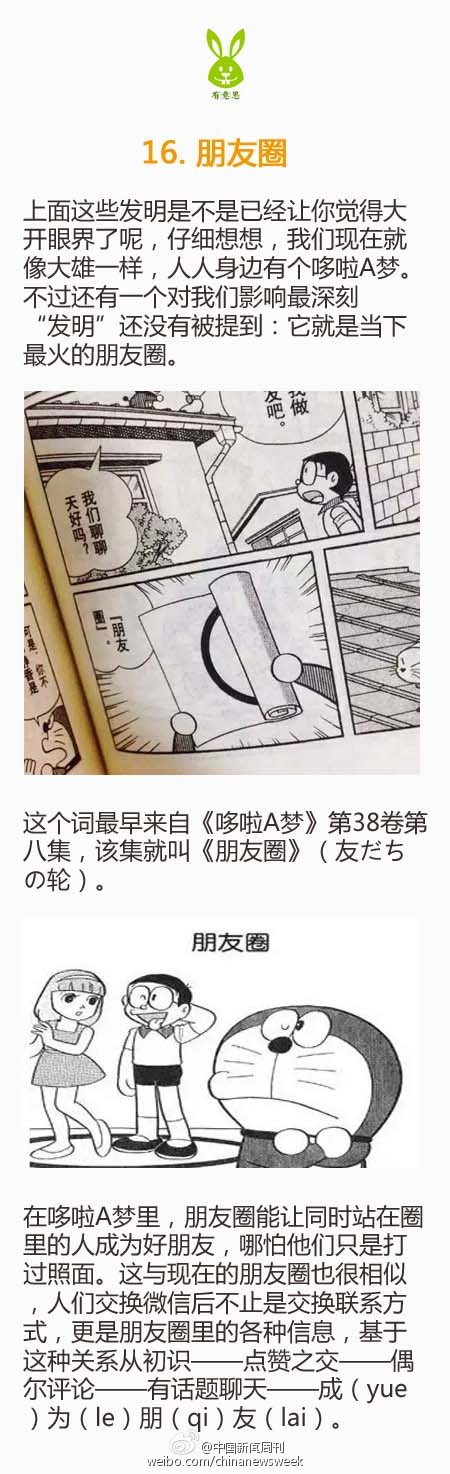 有意思
16. 朋友圈
上面这些发明是不是已经让你觉得大
开眼界了呢，仔细想想，我们现在就
像大雄一样，人人身边有个哆啦A梦。
不过还有一个对我们影响最深刻
“发明”还没有被提到：它就是当下
最火的朋友圈。
我做
友吧。
我们聊聊
天好吗？
「朋友
圈」。
可是，你不
静香是
这个词最早来自《哆啦A梦》第38卷第
八集，该集就叫《朋友圈》（友だち
の轮）。
朋友圈
在哆啦A梦里，朋友圈能让同时站在圈
里的人成为好朋友，哪怕他们只是打
过照面。这与现在的朋友圈也很相似
，人们交换微信后不止是交换联系方
式，更是朋友圈里的各种信息，基于
这种关系从初识——点赞之交——偶
尔评论——有话题聊天——成（yue
）为（le）朋（qi）友（lai）。
@中国新闻周刊
weibo.com/chinanewsweek